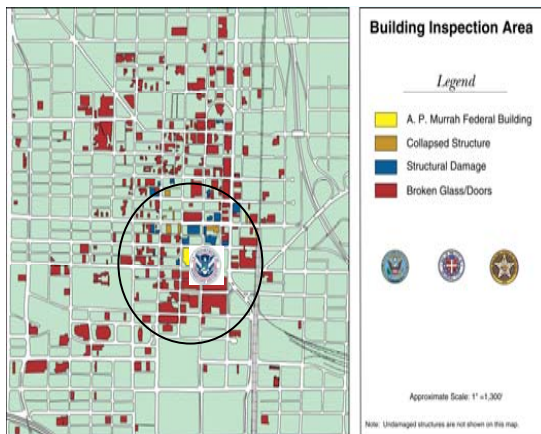 Building Inspection Area
Legend
A. P. Murrah Federal Building
Collapsed Structure
Structural Damage
Broken Glass/Doors
Approximate Scale: 1" =1,300'
Note: Undamaged structures are not shown on this map.